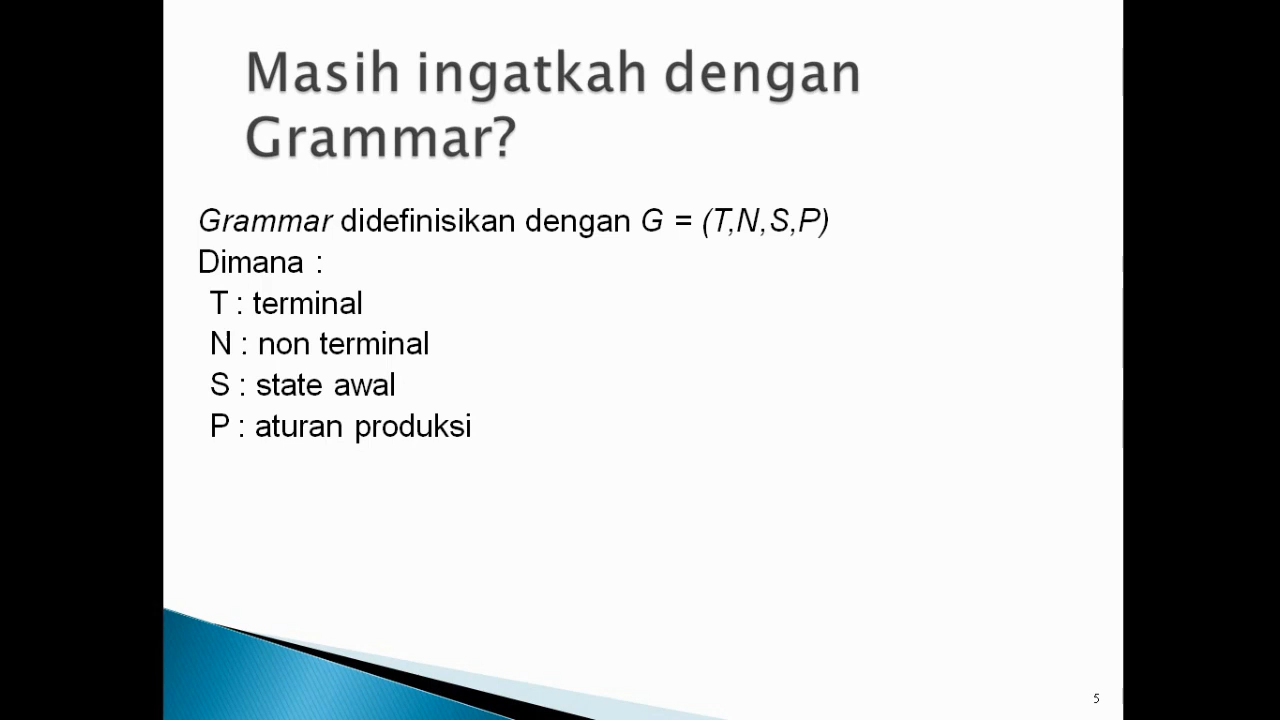 Masih ingatkah dengan
Grammar?
Grammar didefinisikan dengan G = (T,N,S,P)
Dimana :
T : terminal
N : non terminal
S : state awal
P : aturan produksi
5